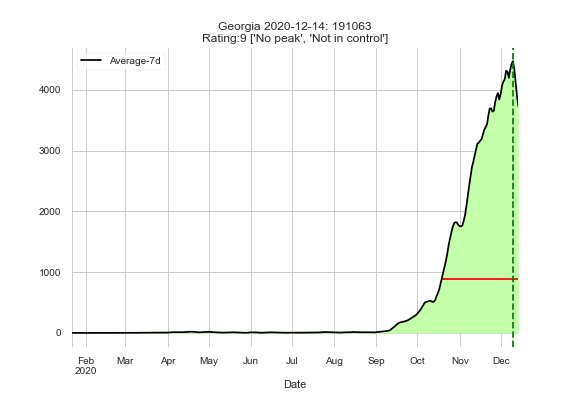 Georgia 2020-12-14: 191063
Rating:9 ['No peak', 'Not in control']
Average-7d
4000
3000
2000
1000
0
Feb Mar Apr May Jun Jul Aug Sep Oct Nov Dec
2020
Date